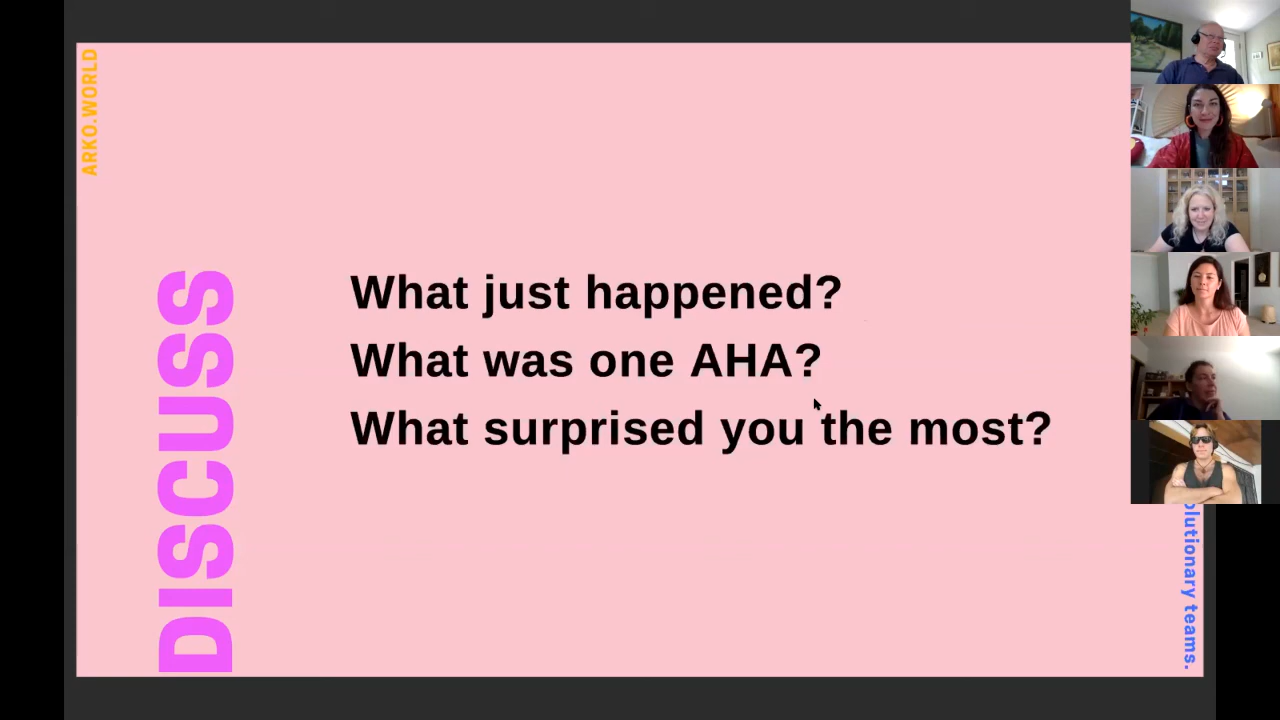 ARKO.WORLD
DISCUSS
What just happened?
What was one AHA?
What surprised you the most?
olutionary teams.